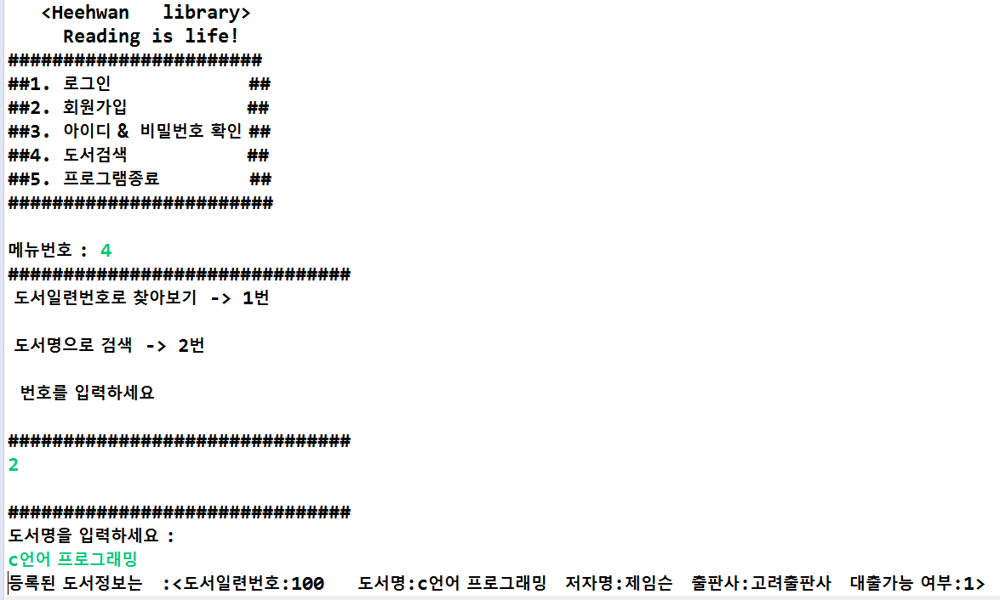 <Heehwan   library>
Reading is life!
#######################
##1. 로그인 ##
##2. 회원가입 ##
##3. 아이디 & 비밀번호 확인 ##
##4. 도서검색 ##
##5. 프로그램종료 ##
########################
메뉴번호 : 4
###############################
도서일련번호로 찾아보기 -> 1번
도서명으로 검색 -> 2번
번호를 입력하세요
###############################
2
###############################
도서명을 입력하세요 :
c언어 프로그래밍
등록된 도서정보는 :<도서일련번호:100 도서명:c언어 프로그래밍 저자명:제임슨 출판사:고려출판사 대출가능 여부:1>